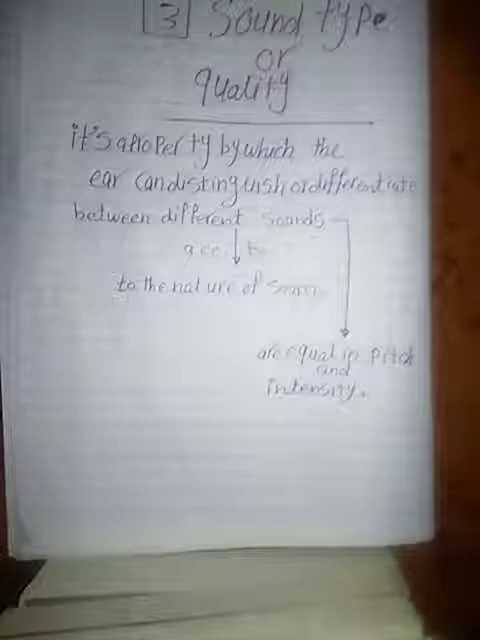 3 Sound type
or
quality
it's a property by which the
ear can distinguish or differentiate
between different sounds
acc. to
to the nature of
are equal in pitch
and
intensity.